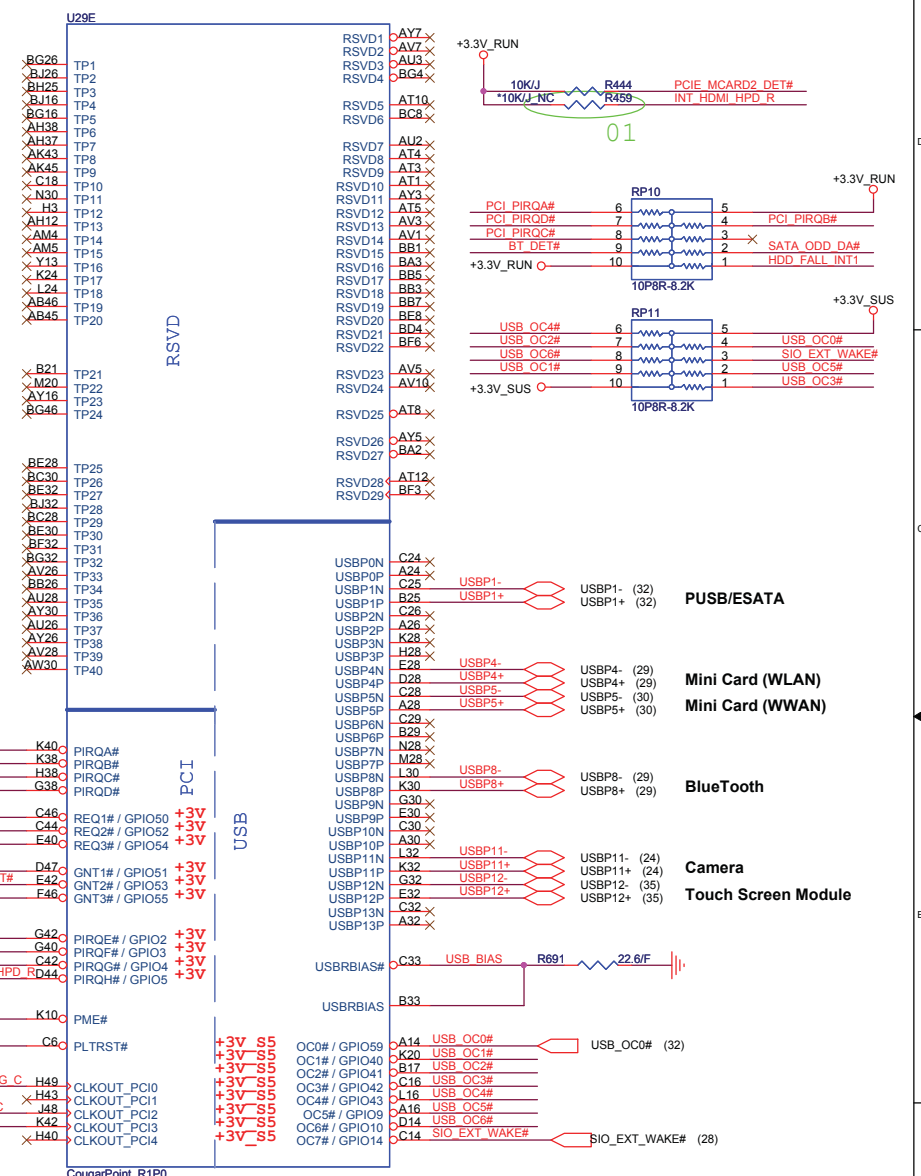 U29E
BG26 TP1
BJ26 TP2
BH25 TP3
BJ16 TP4
BG16 TP5
AH38 TP6
AH37 TP7
AK43 TP8
AK45 TP9
C18 TP10
N30 TP11
H3 TP12
AH12 TP13
AM4 TP14
AM5 TP15
Y13 TP16
K24 TP17
L24 TP18
AB46 TP19
AB45 TP20
B21 TP21
M20 TP22
AY16 TP23
BG46 TP24
BE28 TP25
BC30 TP26
BE32 TP27
BJ32 TP28
BC28 TP29
BE30 TP30
BF32 TP31
BG32 TP32
AV26 TP33
BB26 TP34
AU28 TP35
AY30 TP36
AU26 TP37
AY26 TP38
AV28 TP39
AW30 TP40
RSVD
RSVD1 AY7
RSVD2 AV7
RSVD3 AU3
RSVD4 BG4
RSVD5 AT10
RSVD6 BC8
RSVD7 AU2
RSVD8 AT4
RSVD9 AT3
RSVD10 AT1
RSVD11 AY3
RSVD12 AT5
RSVD13 AV3
RSVD14 AV1
RSVD15 BB1
RSVD16 BA3
RSVD17 BB5
RSVD18 BB3
RSVD19 BB7
RSVD20 BE8
RSVD21 BD4
RSVD22 BF6
RSVD23 AV5
RSVD24 AV10
RSVD25 AT8
RSVD26 AY5
RSVD27 BA2
RSVD28 AT12
RSVD29 BF3
+3.3V_RUN
10K/J R444 PCIE_MCARD2_DET#
*10K/J_NC R459 INT_HDMI_HPD_R
01
RP10
+3.3V_RUN
PCI_PIRQA# 6 5
PCI_PIRQD# 7 4 PCI_PIRQB#
PCI_PIRQC# 8 3
BT_DET# 9 2 SATA_ODD_DA#
+3.3V_RUN 10 1 HDD_FALL_INT1
10P8R-8.2K
RP11
+3.3V_SUS
USB_OC4# 6 5
USB_OC2# 7 4 USB_OC0#
USB_OC6# 8 3 SIO_EXT_WAKE#
USB_OC1# 9 2 USB_OC5#
+3.3V_SUS 10 1 USB_OC3#
10P8R-8.2K
USBP0N C24
USBP0P A24
USBP1N C25 USBP1- USBP1- (32)
USBP1P B25 USBP1+ USBP1+ (32)
PUSB/ESATA
USBP2N C26
USBP2P A26
USBP3N K28
USBP3P H28
USBP4N E28 USBP4- USBP4- (29)
USBP4P D28 USBP4+ USBP4+ (29)
Mini Card (WLAN)
USBP5N C28 USBP5- USBP5- (30)
USBP5P A28 USBP5+ USBP5+ (30)
Mini Card (WWAN)
USBP6N C29
USBP6P B29
USBP7N N28
USBP7P M28
USBP8N L30 USBP8- USBP8- (29)
USBP8P K30 USBP8+ USBP8+ (29)
BlueTooth
USBP9N G30
USBP9P E30
USBP10N C30
USBP10P A30
USBP11N L32 USBP11- USBP11- (24)
USBP11P K32 USBP11+ USBP11+ (24)
Camera
USBP12N G32 USBP12- USBP12- (35)
USBP12P E32 USBP12+ USBP12+ (35)
Touch Screen Module
USBP13N C32
USBP13P A32
USBRBIAS# C33 USB_BIAS R691 22.6/F
USBRBIAS B33
PCI
USB
K40 PIRQA#
K38 PIRQB#
H38 PIRQC#
G38 PIRQD#
C46 REQ1# / GPIO50 +3V
C44 REQ2# / GPIO52 +3V
E40 REQ3# / GPIO54 +3V
D47 GNT1# / GPIO51 +3V
T# E42 GNT2# / GPIO53 +3V
F46 GNT3# / GPIO55 +3V
G42 PIRQE# / GPIO2 +3V
G40 PIRQF# / GPIO3 +3V
C42 PIRQG# / GPIO4 +3V
HPD_R D44 PIRQH# / GPIO5 +3V
K10 PME#
C6 PLTRST#
G_C H49 CLKOUT_PCI0
H43 CLKOUT_PCI1
C J48 CLKOUT_PCI2
K42 CLKOUT_PCI3
H40 CLKOUT_PCI4
+3V_S5 OC0# / GPIO59 A14 USB_OC0# USB_OC0# (32)
+3V_S5 OC1# / GPIO40 K20 USB_OC1#
+3V_S5 OC2# / GPIO41 B17 USB_OC2#
+3V_S5 OC3# / GPIO42 C16 USB_OC3#
+3V_S5 OC4# / GPIO43 L16 USB_OC4#
+3V_S5 OC5# / GPIO9 A16 USB_OC5#
+3V_S5 OC6# / GPIO10 D14 USB_OC6#
+3V_S5 OC7# / GPIO14 C14 SIO_EXT_WAKE# SIO_EXT_WAKE# (28)
CougarPoint_R1P0